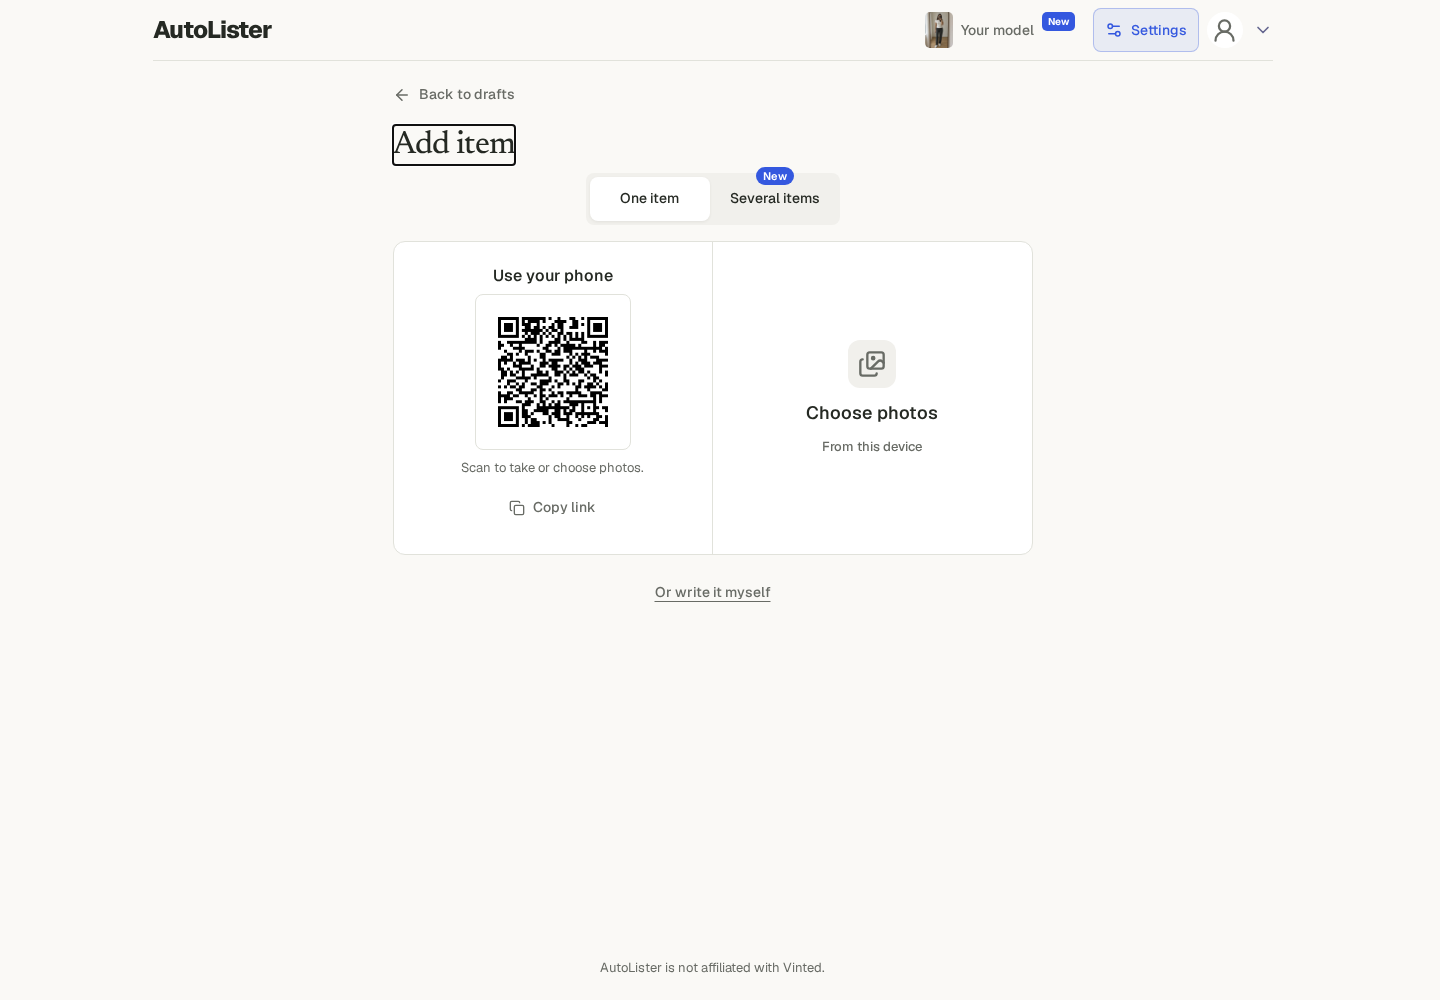 AutoLister
Your model
New
Settings
Back to drafts
Add item
One item
New
Several items
Use your phone
Scan to take or choose photos.
Copy link
Choose photos
From this device
Or write it myself
AutoLister is not affiliated with Vinted.